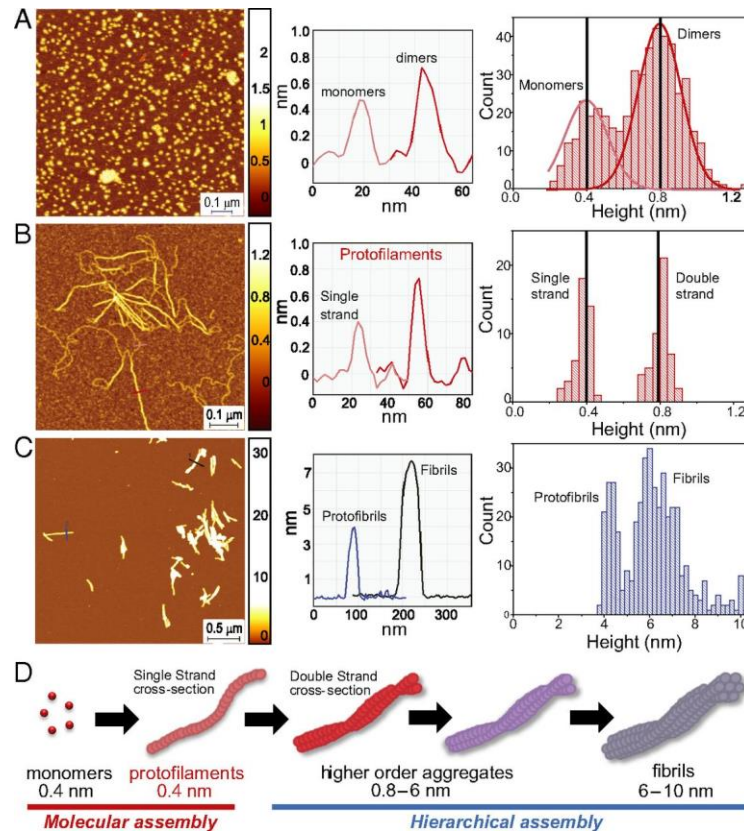 A
2
1.5
1
0.5
0
0.1 μm
nm
1.0
0.8
0.6
0.4
0.2
0.0
monomers
dimers
0 20 40 60
nm
Count
40
30
20
10
0
Monomers
Dimers
0.4 0.8 1.2
Height (nm)
B
1.2
0.8
0.4
0
0.1 μm
nm
1.0
0.8
0.6
0.4
0.2
0.0
Protofilaments
Single
strand
0 20 40 60 80
nm
Count
20
10
0
Single
strand
Double
strand
0.0 0.4 0.8 1.2
Height (nm)
C
30
20
10
0
0.5 μm
nm
7
5
3
1
Protofibrils
Fibrils
0 100 200 300
nm
Count
30
20
10
0
Protofibrils
Fibrils
0 2 4 6 8 10
Height (nm)
D
Single Strand
cross-section
Double Strand
cross-section
monomers
0.4 nm
protofilaments
0.4 nm
higher order aggregates
0.8–6 nm
fibrils
6–10 nm
Molecular assembly
Hierarchical assembly